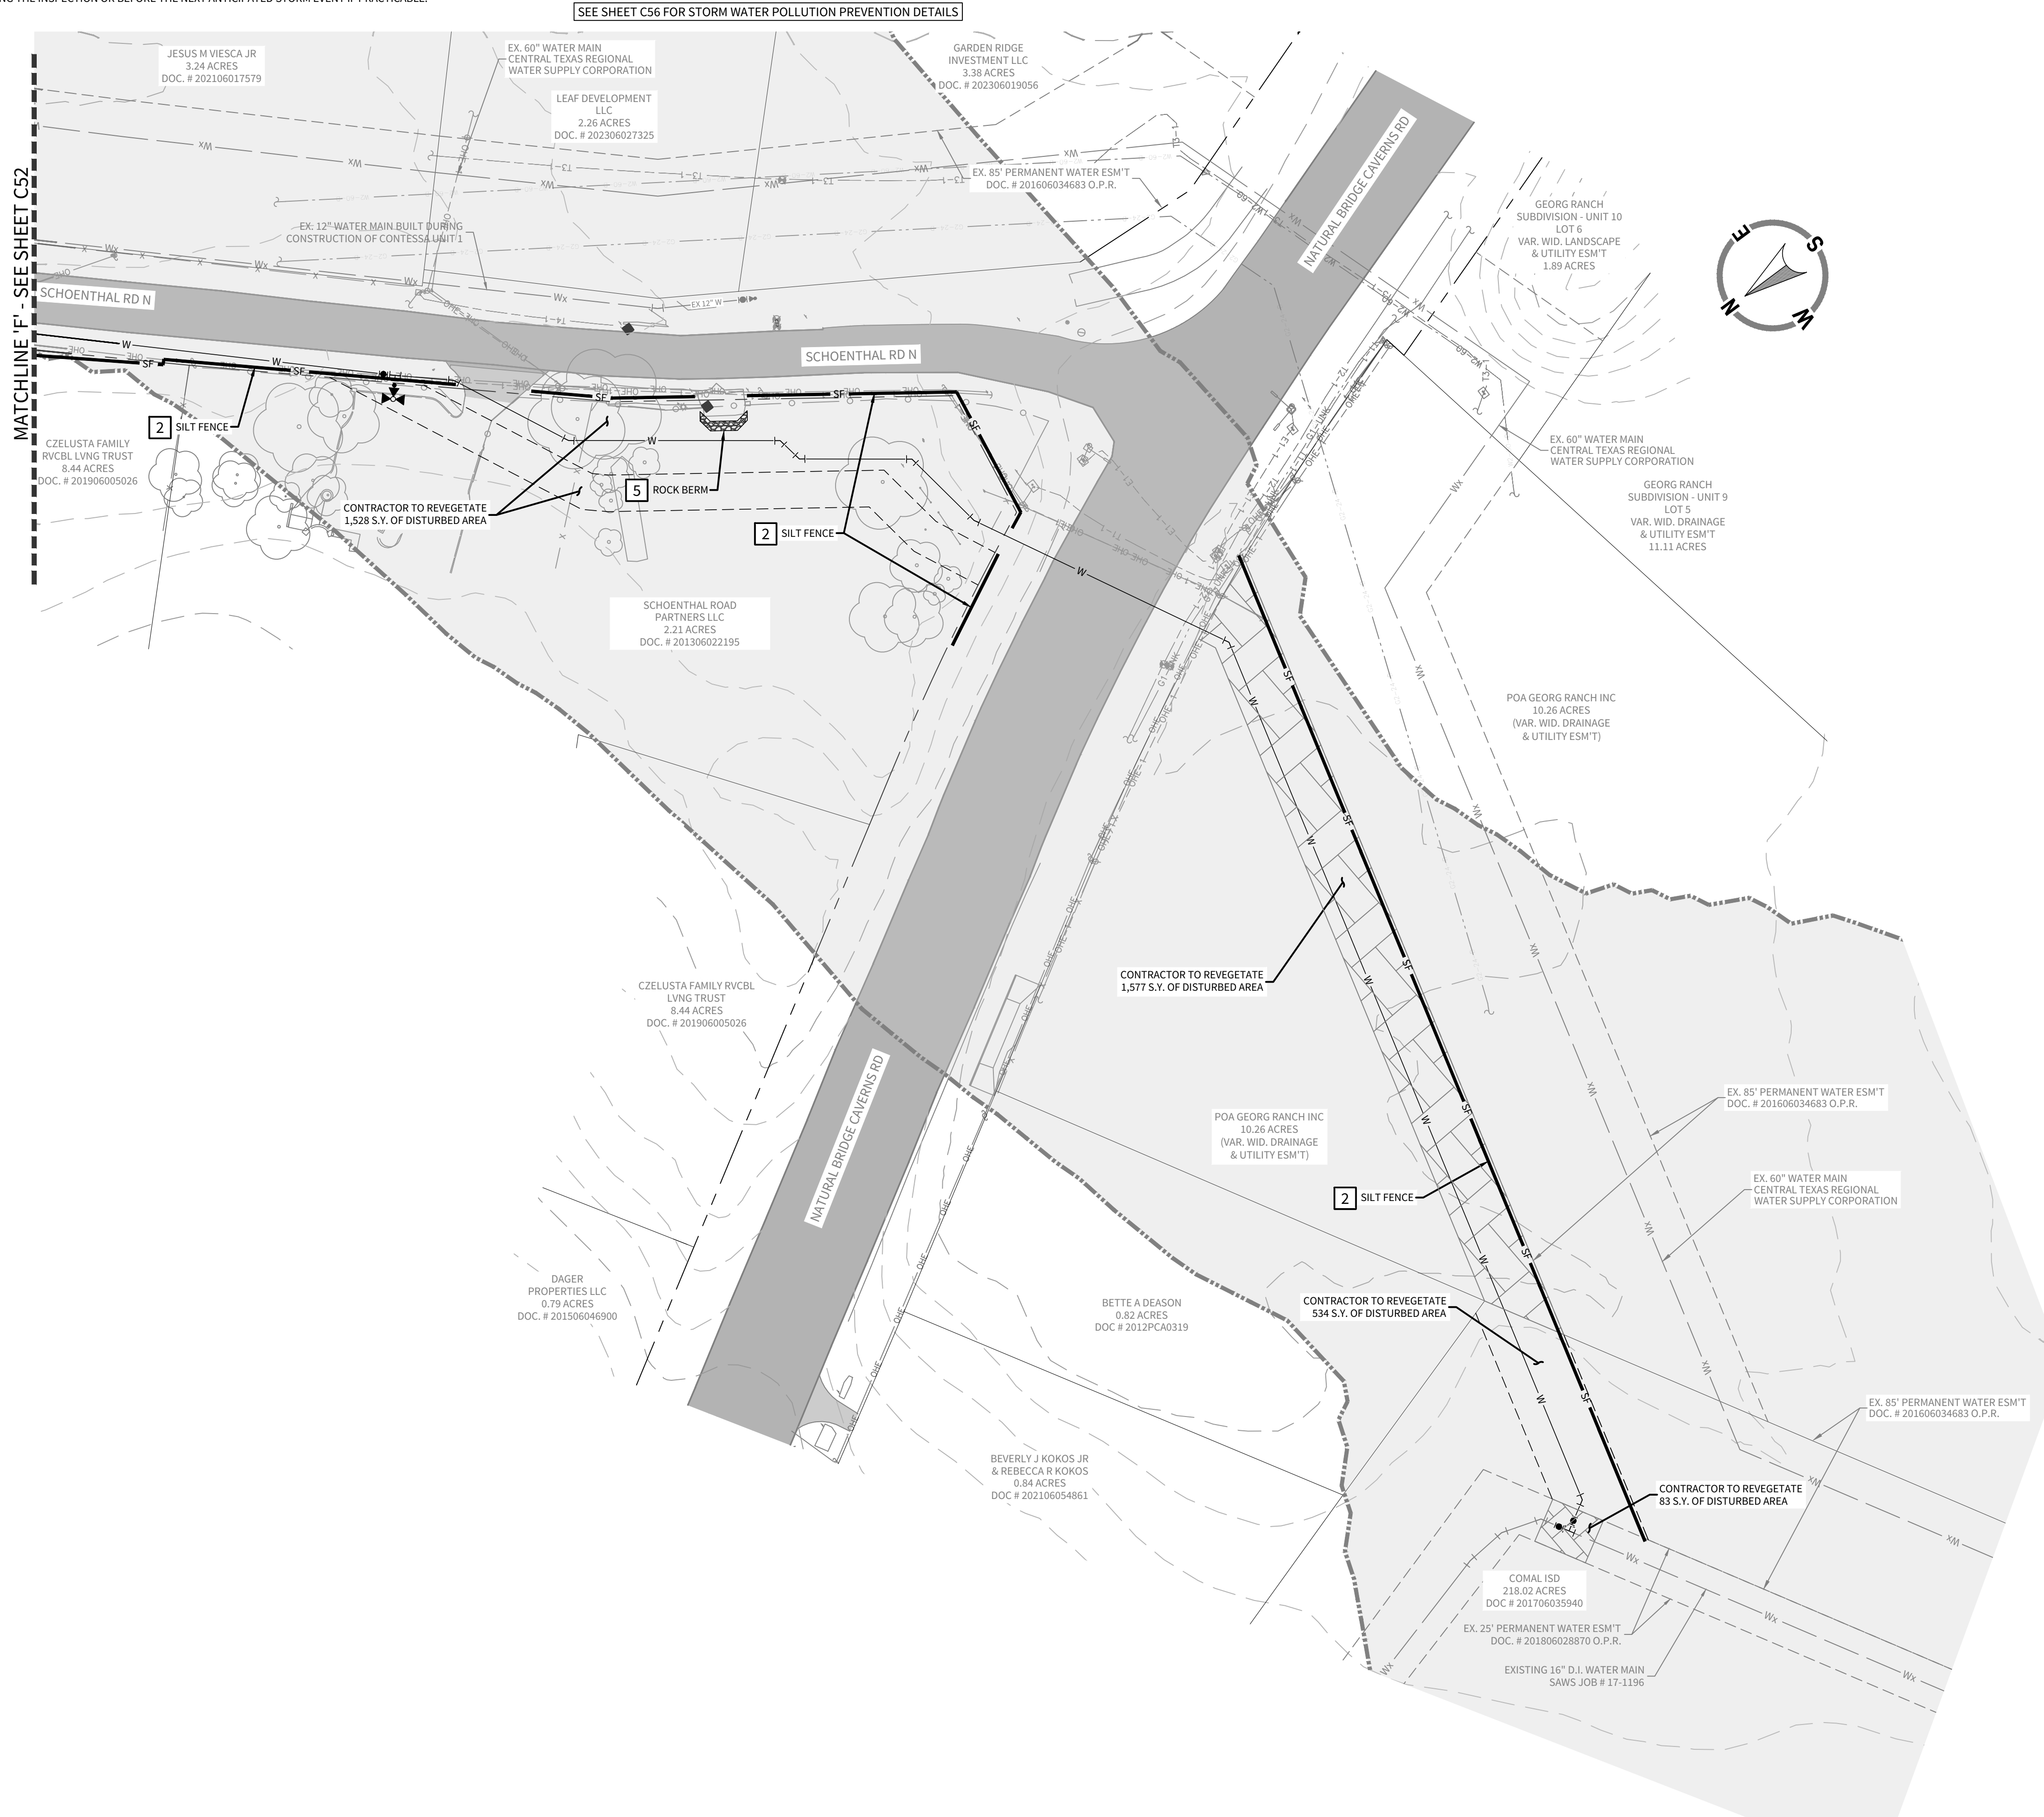 SEE SHEET C56 FOR STORM WATER POLLUTION PREVENTION DETAILS
MATCHLINE 'F' - SEE SHEET C52
JESUS M VIESCA JR
3.24 ACRES
DOC. # 202106017579
EX. 60" WATER MAIN
CENTRAL TEXAS REGIONAL
WATER SUPPLY CORPORATION
LEAF DEVELOPMENT
LLC
2.26 ACRES
DOC. # 202306027325
GARDEN RIDGE
INVESTMENT LLC
3.38 ACRES
DOC. # 202306019056
EX. 85' PERMANENT WATER ESM'T
DOC. # 201606034683 O.P.R.
NATURAL BRIDGE CAVERNS RD
GEORG RANCH
SUBDIVISION - UNIT 10
LOT 6
VAR. WID. LANDSCAPE
& UTILITY ESM'T
1.89 ACRES
E
S
N
W
EX. 12" WATER MAIN BUILT DURING
CONSTRUCTION OF CONTESSA UNIT 1
EX 12" W
SCHOENTHAL RD N
SCHOENTHAL RD N
2 SILT FENCE
CZELUSTA FAMILY
RVCBL LVNG TRUST
8.44 ACRES
DOC. # 201906005026
CONTRACTOR TO REVEGETATE
1,528 S.Y. OF DISTURBED AREA
5 ROCK BERM
2 SILT FENCE
EX. 60" WATER MAIN
CENTRAL TEXAS REGIONAL
WATER SUPPLY CORPORATION
GEORG RANCH
SUBDIVISION - UNIT 9
LOT 5
VAR. WID. DRAINAGE
& UTILITY ESM'T
11.11 ACRES
SCHOENTHAL ROAD
PARTNERS LLC
2.21 ACRES
DOC. # 201306022195
POA GEORG RANCH INC
10.26 ACRES
(VAR. WID. DRAINAGE
& UTILITY ESM'T)
CONTRACTOR TO REVEGETATE
1,577 S.Y. OF DISTURBED AREA
CZELUSTA FAMILY RVCBL
LVNG TRUST
8.44 ACRES
DOC. # 201906005026
NATURAL BRIDGE CAVERNS RD
POA GEORG RANCH INC
10.26 ACRES
(VAR. WID. DRAINAGE
& UTILITY ESM'T)
EX. 85' PERMANENT WATER ESM'T
DOC. # 201606034683 O.P.R.
2 SILT FENCE
EX. 60" WATER MAIN
CENTRAL TEXAS REGIONAL
WATER SUPPLY CORPORATION
DAGER
PROPERTIES LLC
0.79 ACRES
DOC. # 201506046900
BETTE A DEASON
0.82 ACRES
DOC # 2012PCA0319
CONTRACTOR TO REVEGETATE
534 S.Y. OF DISTURBED AREA
EX. 85' PERMANENT WATER ESM'T
DOC. # 201606034683 O.P.R.
BEVERLY J KOKOS JR
& REBECCA R KOKOS
0.84 ACRES
DOC # 202106054861
CONTRACTOR TO REVEGETATE
83 S.Y. OF DISTURBED AREA
COMAL ISD
218.02 ACRES
DOC # 201706035940
EX. 25' PERMANENT WATER ESM'T
DOC. # 201806028870 O.P.R.
EXISTING 16" D.I. WATER MAIN
SAWS JOB # 17-1196